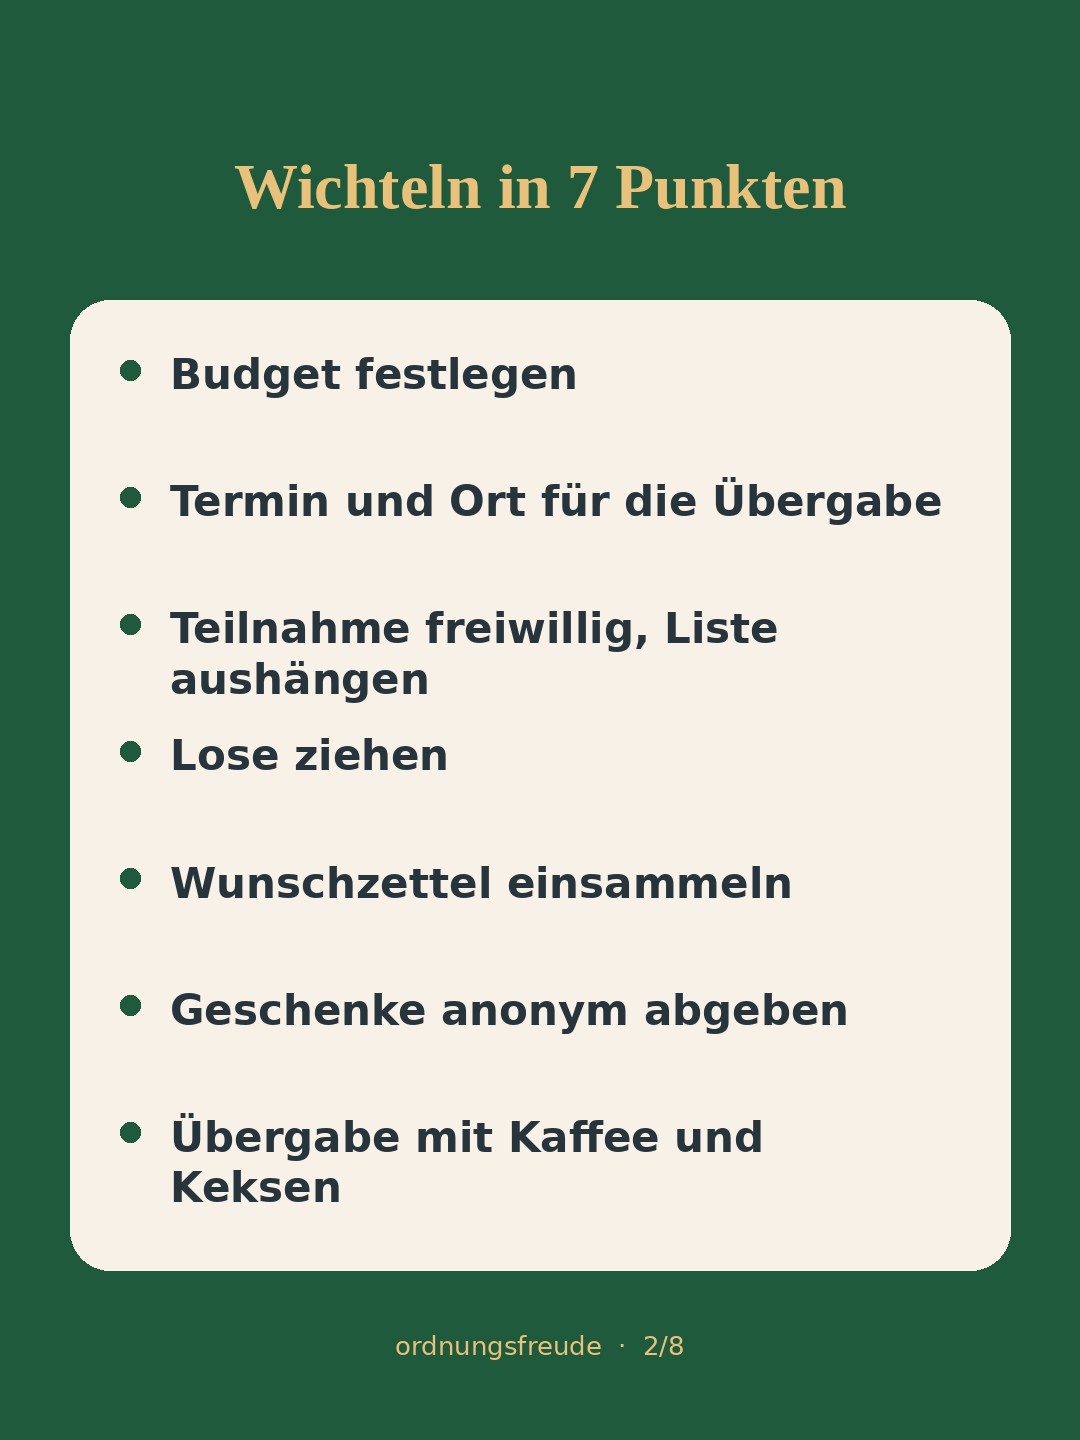 Wichteln in 7 Punkten
Budget festlegen
Termin und Ort für die Übergabe
Teilnahme freiwillig, Liste
aushängen
Lose ziehen
Wunschzettel einsammeln
Geschenke anonym abgeben
Übergabe mit Kaffee und
Keksen
ordnungsfreude · 2/8